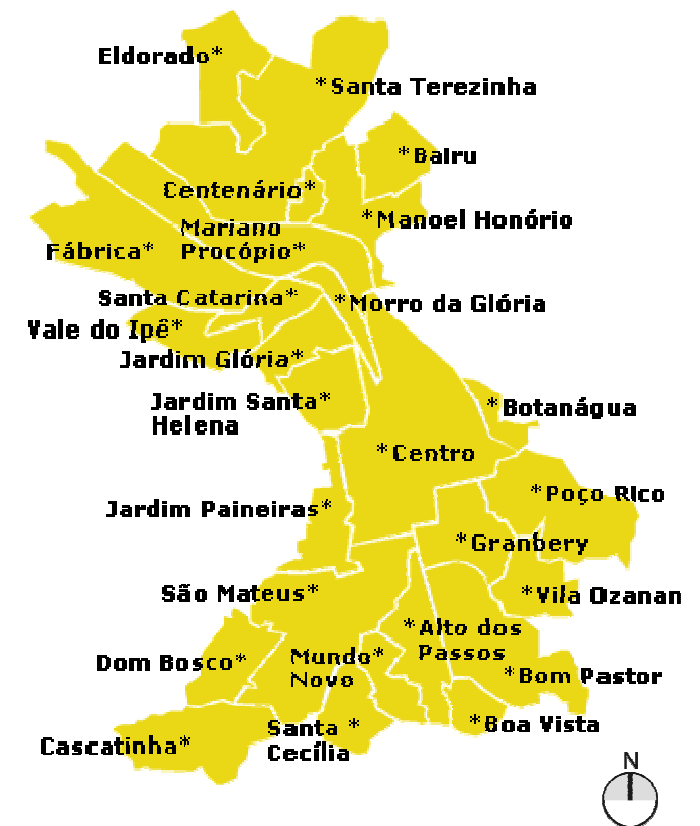 Eldorado*
*Santa Terezinha
*Bairu
Centenário*
*Manoel Honório
Mariano
Procópio*
Fábrica*
Santa Catarina*
*Morro da Glória
Vale do Ipê*
Jardim Glória*
Jardim Santa*
Helena
*Botanágua
*Centro
*Poço Rico
Jardim Paineiras*
*Granbery
São Mateus*
*Vila Ozanan
*Alto dos
Passos
Dom Bosco*
Mundo*
Novo
*Bom Pastor
Santa *
Cecília
*Boa Vista
Cascatinha*
N